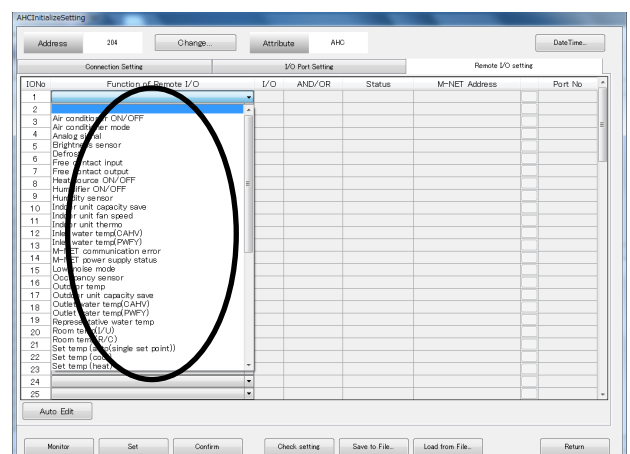 AHCInitializeSetting
Address 204 Change... Attribute AHC DateTime...
Connection Setting I/O Port Setting Remote I/O setting
IONo Function of Remote I/O I/O AND/OR Status M-NET Address Port No
1
2
3
4
5
6
7
8
9
10
11
12
13
14
15
16
17
18
19
20
21
22
23
24
25
Air conditioner ON/OFF
Air conditioner mode
Analog signal
Brightness sensor
Defrost
Free contact input
Free contact output
Heat source ON/OFF
Humidifier ON/OFF
Humidity sensor
Indoor unit capacity save
Indoor unit fan speed
Indoor unit thermo
Inlet water temp(CAHV)
Inlet water temp(PWFY)
M-NET communication error
M-NET power supply status
Low noise mode
Occupancy sensor
Outdoor temp
Outdoor unit capacity save
Outlet water temp(CAHV)
Outlet water temp(PWFY)
Representative water temp
Room temp(I/U)
Room temp(R/C)
Set temp (auto(single set point))
Set temp (cool)
Set temp (heat)
Auto Edit
Monitor Set Confirm Check setting Save to File... Load from File... Return